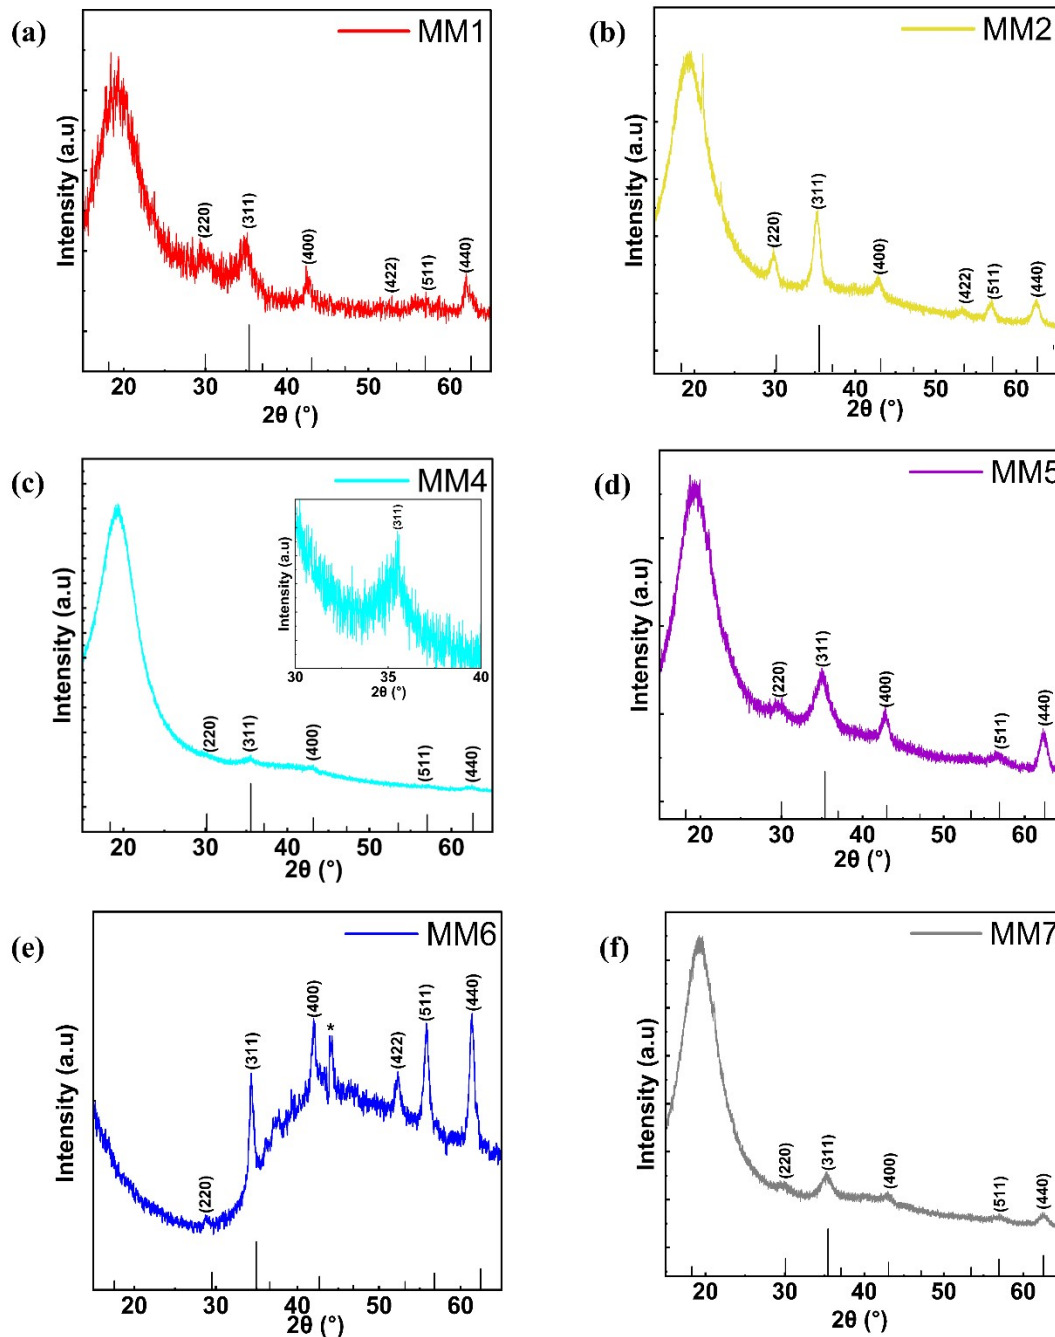 (a)
MM1
Intensity (a.u)
(220)
(311)
(400)
(422)
(511)
(440)
20 30 40 50 60
2θ (°)
(b)
MM2
Intensity (a.u)
(220)
(311)
(400)
(422)
(511)
(440)
20 30 40 50 60
2θ (°)
(c)
MM4
Intensity (a.u)
(220)
(311)
(400)
(511)
(440)
20 30 40 50 60
2θ (°)
Intensity (a.u)
(311)
30 35 40
2θ (°)
(d)
MM5
Intensity (a.u)
(220)
(311)
(400)
(511)
(440)
20 30 40 50 60
2θ (°)
(e)
MM6
Intensity (a.u)
(220)
(311)
(400)
*
(422)
(511)
(440)
20 30 40 50 60
2θ (°)
(f)
MM7
Intensity (a.u)
(220)
(311)
(400)
(511)
(440)
20 30 40 50 60
2θ (°)